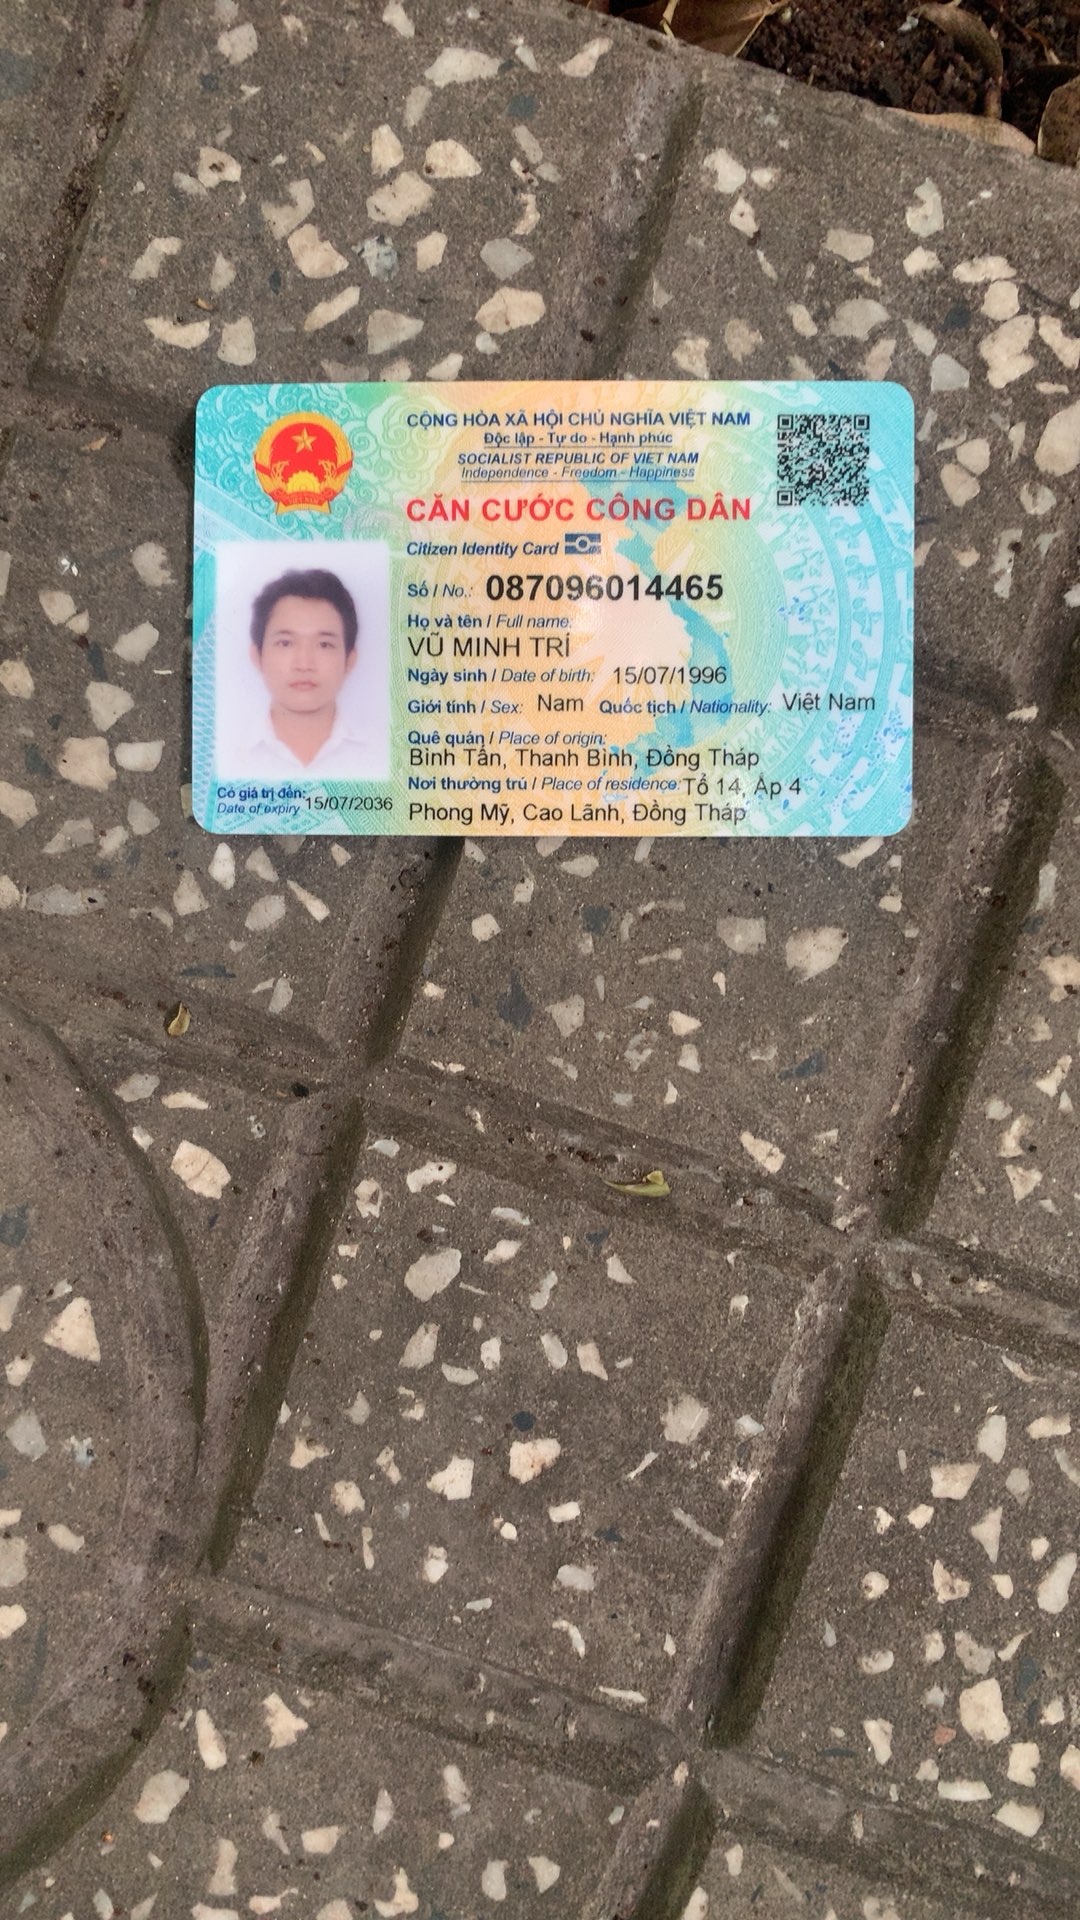 CỘNG HÒA XÃ HỘI CHỦ NGHĨA VIỆT NAM
Độc lập - Tự do - Hạnh phúc
SOCIALIST REPUBLIC OF VIET NAM
Independence - Freedom - Happiness
CĂN CƯỚC CÔNG DÂN
Citizen Identity Card
Số / No.: 087096014465
Họ và tên / Full name:
VŨ MINH TRÍ
Ngày sinh / Date of birth: 15/07/1996
Giới tính / Sex: Nam Quốc tịch / Nationality: Việt Nam
Quê quán / Place of origin:
Bình Tấn, Thanh Bình, Đồng Tháp
Nơi thường trú / Place of residence: Tổ 14, Ấp 4
Phong Mỹ, Cao Lãnh, Đồng Tháp
Có giá trị đến: 15/07/2036
Date of expiry